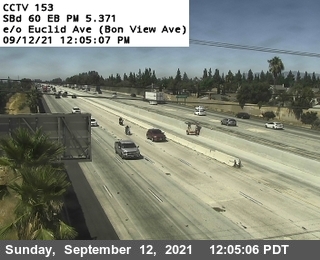 CCTV 153
SBd 60 EB PM 5.371
e/o Euclid Ave (Bon View Ave)
09/12/21 12:05:07 PM
Sunday, September 12, 2021 12:05:06 PDT